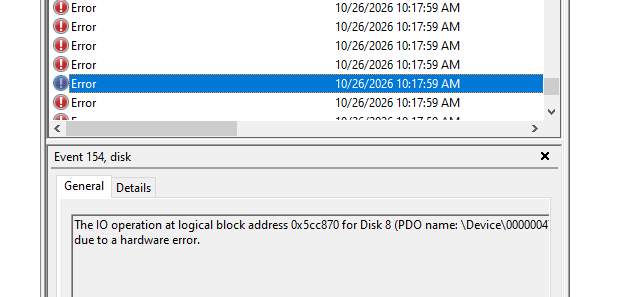 Error 10/26/2026 10:17:59 AM
Error 10/26/2026 10:17:59 AM
Error 10/26/2026 10:17:59 AM
Error 10/26/2026 10:17:59 AM
Error 10/26/2026 10:17:59 AM
Error 10/26/2026 10:17:59 AM
Event 154, disk
General Details
The IO operation at logical block address 0x5cc870 for Disk 8 (PDO name: \Device\0000004
due to a hardware error.